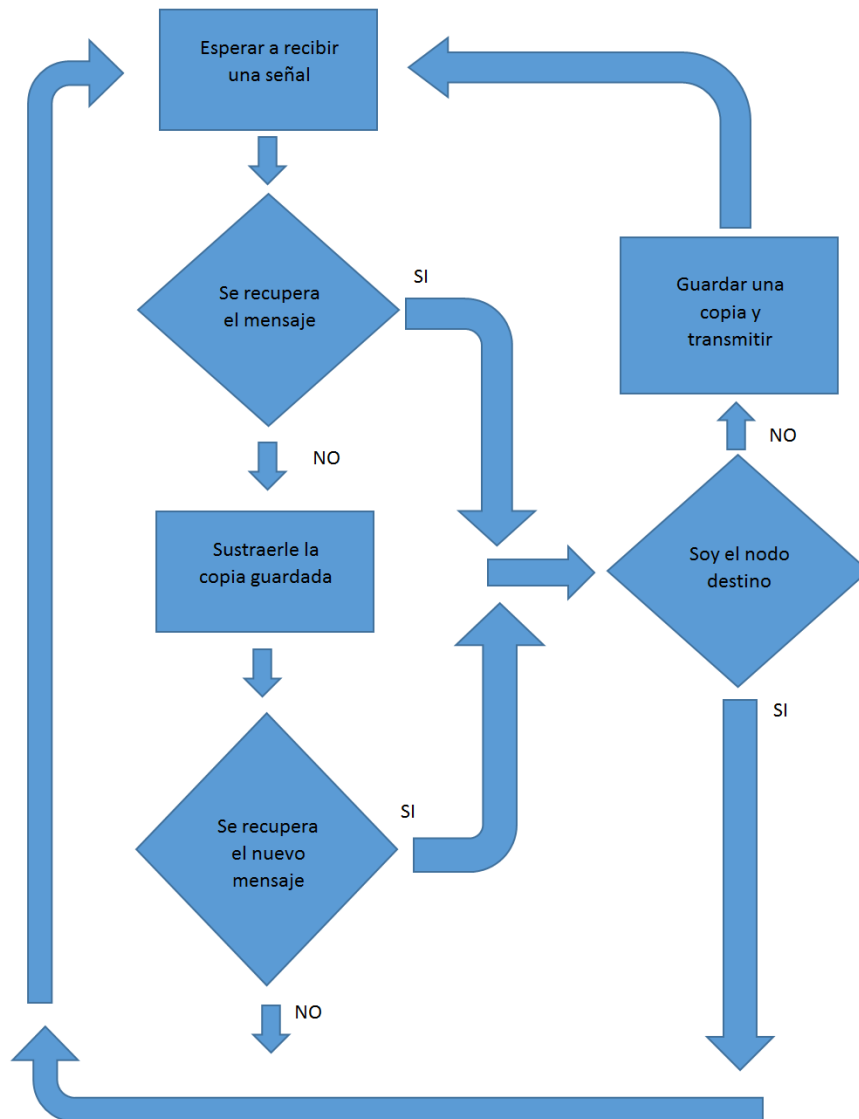 Esperar a recibir
una señal
Se recupera
el mensaje
SI
NO
Sustraerle la
copia guardada
Se recupera
el nuevo
mensaje
SI
NO
Soy el nodo
destino
NO
SI
Guardar una
copia y
transmitir